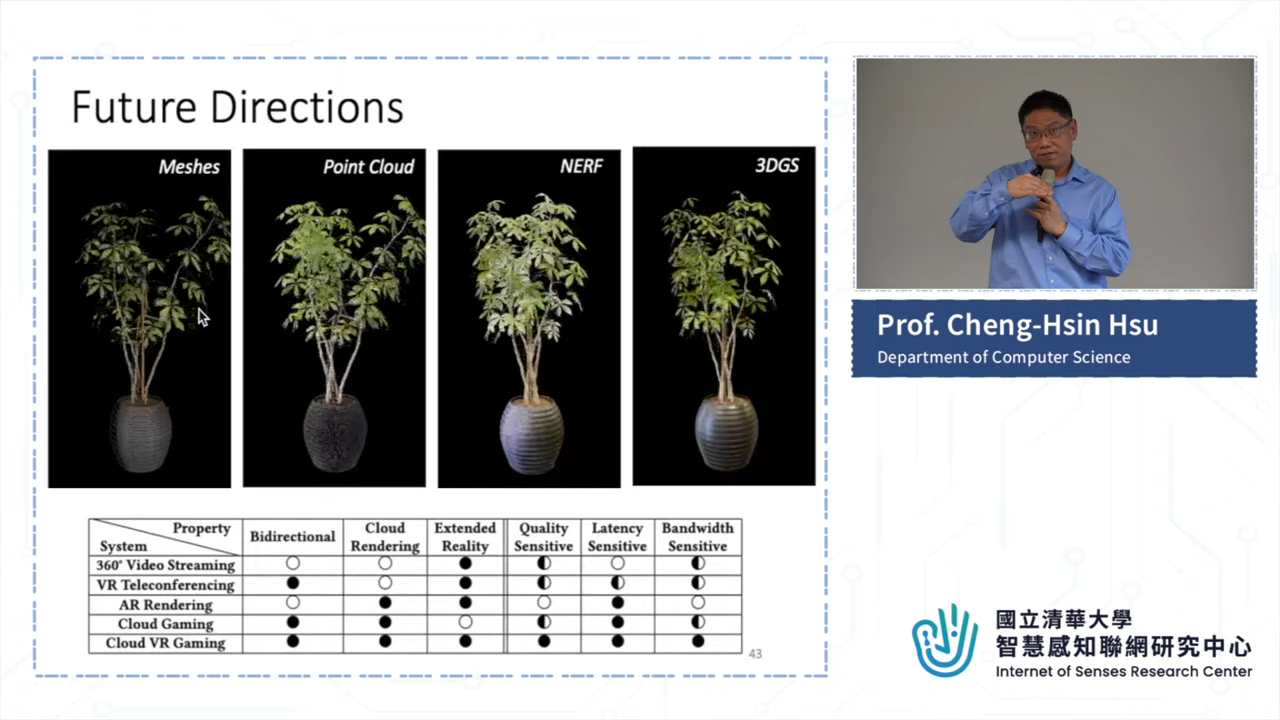 Future Directions
Meshes
Point Cloud
NERF
3DGS
Property
System
Bidirectional
Cloud
Rendering
Extended
Reality
Quality
Sensitive
Latency
Sensitive
Bandwidth
Sensitive
360° Video Streaming
VR Teleconferencing
AR Rendering
Cloud Gaming
Cloud VR Gaming
43
Prof. Cheng-Hsin Hsu
Department of Computer Science
國立清華大學
智慧感知聯網研究中心
Internet of Senses Research Center